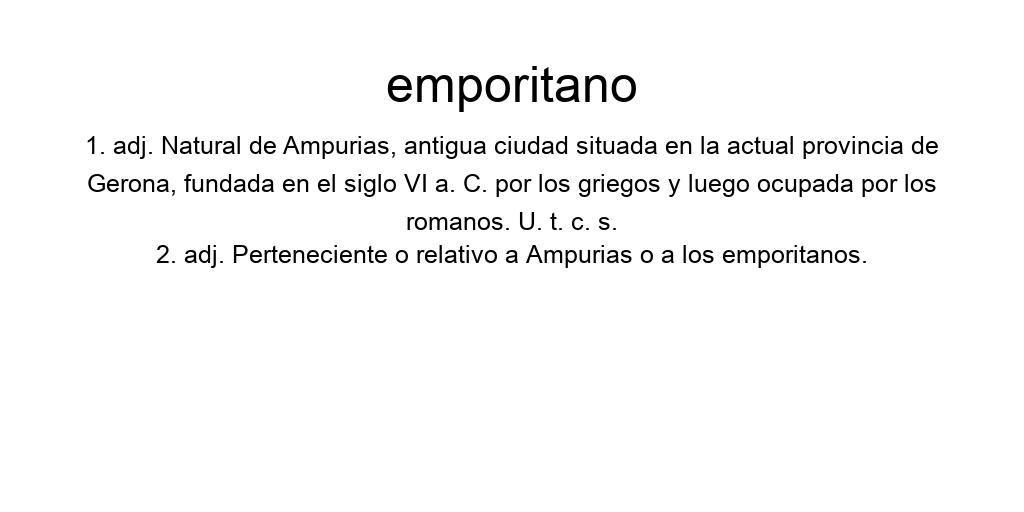 emporitano
1. adj. Natural de Ampurias, antigua ciudad situada en la actual provincia de
Gerona, fundada en el siglo VI a. C. por los griegos y luego ocupada por los
romanos. U. t. c. s.
2. adj. Perteneciente o relativo a Ampurias o a los emporitanos.